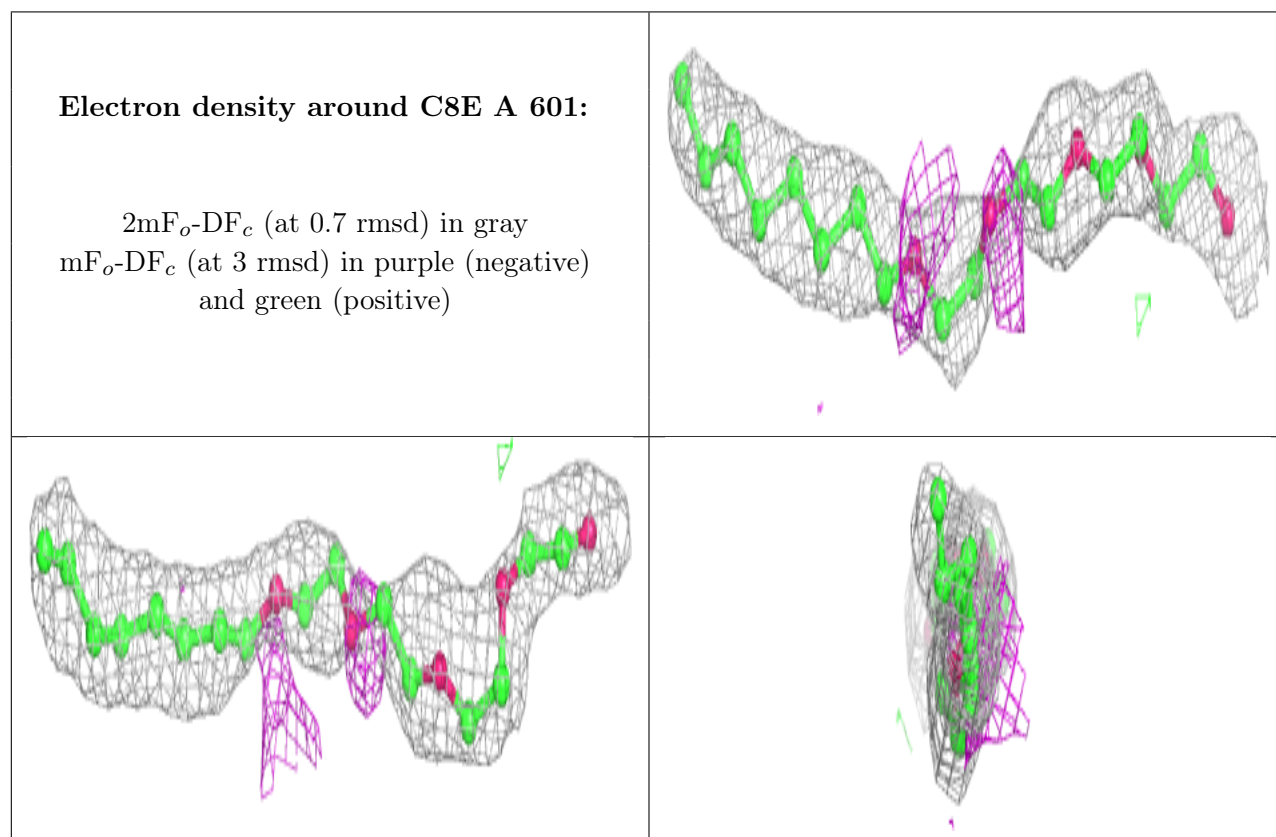 Electron density around C8E A 601:
2mFo-DFc (at 0.7 rmsd) in gray
mFo-DFc (at 3 rmsd) in purple (negative)
and green (positive)